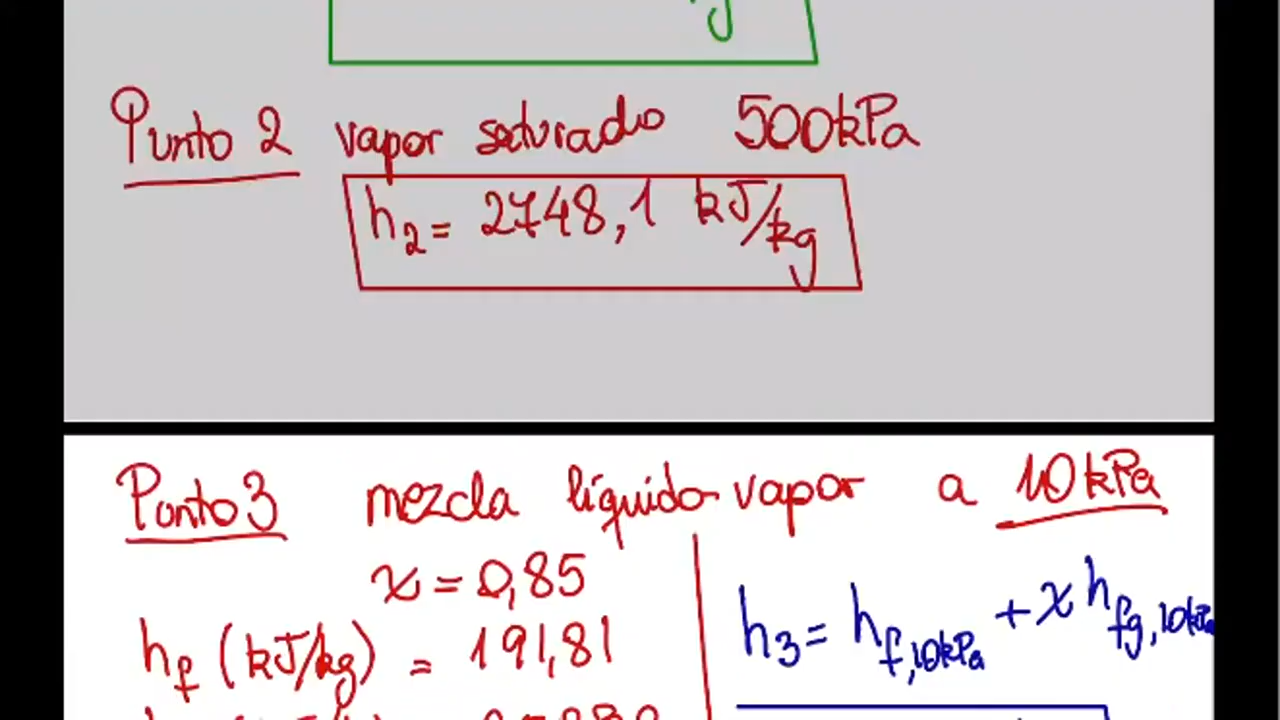 Punto 2 vapor saturado 500kPa
h2 = 2748,1 kJ/kg
Punto 3 mezcla líquido-vapor a 10kPa
x = 0,85
h3 = hf,10kPa + x hfg,10kPa
hf (kJ/kg) = 191,81